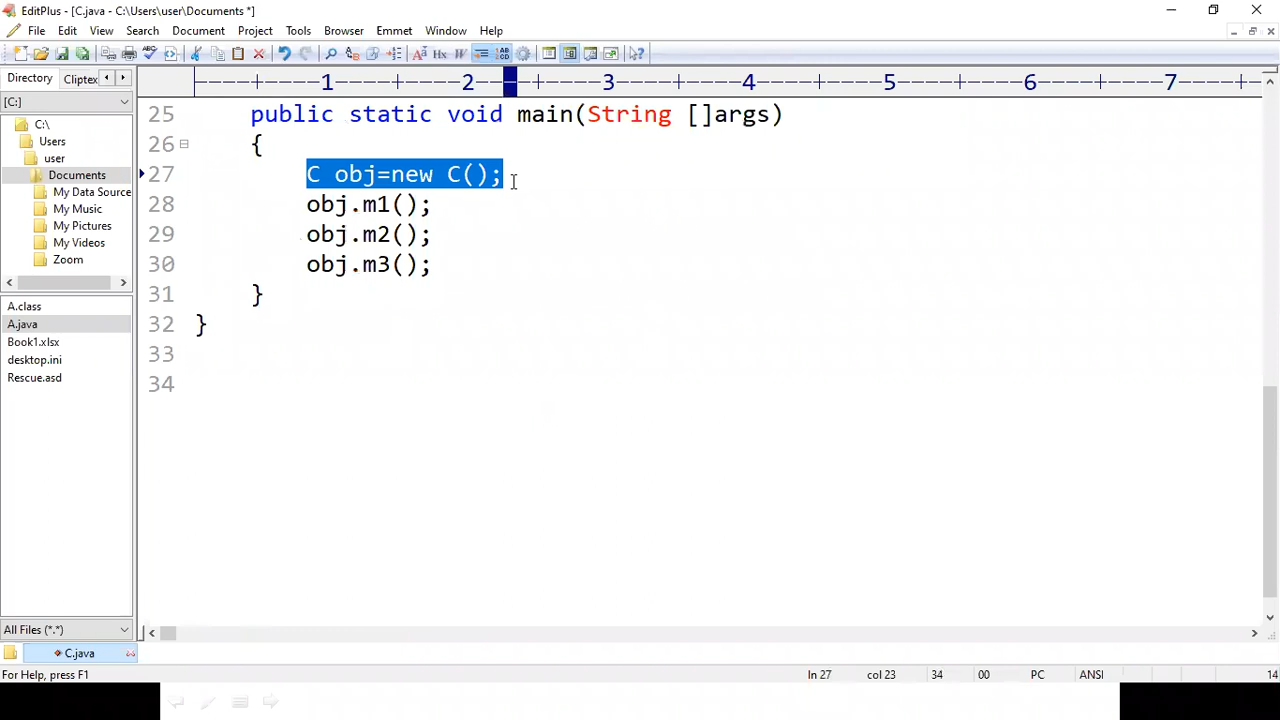 EditPlus - [C.java - C:\Users\user\Documents *]
File Edit View Search Document Project Tools Browser Emmet Window Help
Directory Cliptex
[C:]
C:\
Users
user
Documents
My Data Source
My Music
My Pictures
My Videos
Zoom
A.class
A.java
Book1.xlsx
desktop.ini
Rescue.asd
All Files (*.*)
----+----1----+----2----+----3----+----4----+----5----+----6----+----7----+
25 public static void main(String []args)
26 {
27 C obj=new C();
28 obj.m1();
29 obj.m2();
30 obj.m3();
31 }
32 }
33
34
C.java
For Help, press F1 Ln 27 col 23 34 00 PC ANSI 14